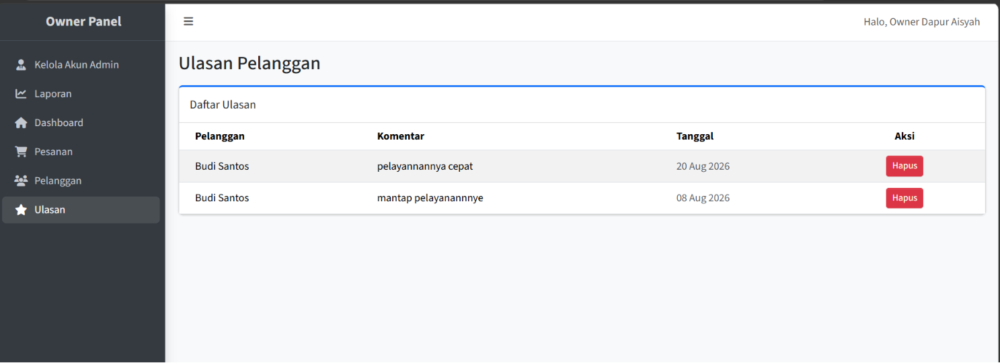 Owner Panel
Halo, Owner Dapur Aisyah
Kelola Akun Admin
Laporan
Dashboard
Pesanan
Pelanggan
Ulasan
Ulasan Pelanggan
Daftar Ulasan
Pelanggan Komentar Tanggal Aksi
Budi Santos pelayannannya cepat 20 Aug 2026 Hapus
Budi Santos mantap pelayanannnye 08 Aug 2026 Hapus